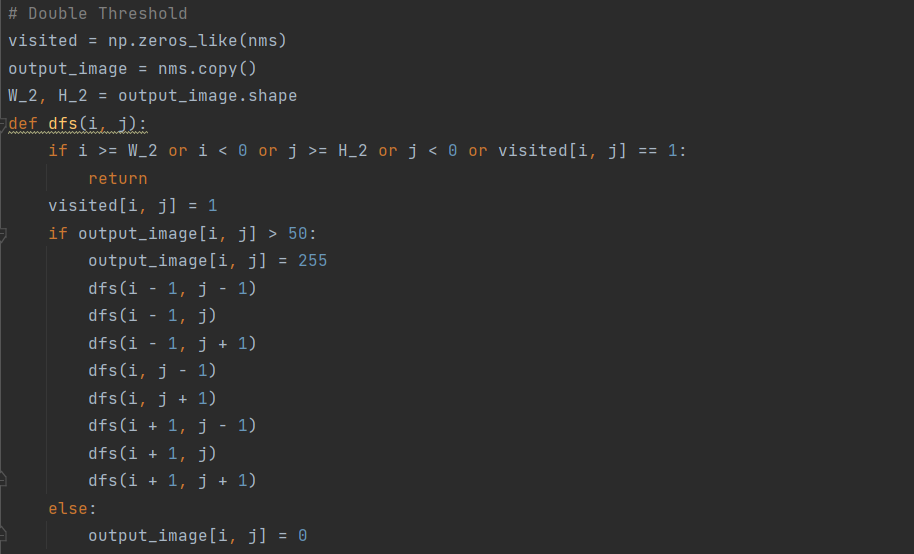 # Double Threshold
visited = np.zeros_like(nms)
output_image = nms.copy()
W_2, H_2 = output_image.shape
def dfs(i, j):
    if i >= W_2 or i < 0 or j >= H_2 or j < 0 or visited[i, j] == 1:
        return
    visited[i, j] = 1
    if output_image[i, j] > 50:
        output_image[i, j] = 255
        dfs(i - 1, j - 1)
        dfs(i - 1, j)
        dfs(i - 1, j + 1)
        dfs(i, j - 1)
        dfs(i, j + 1)
        dfs(i + 1, j - 1)
        dfs(i + 1, j)
        dfs(i + 1, j + 1)
    else:
        output_image[i, j] = 0